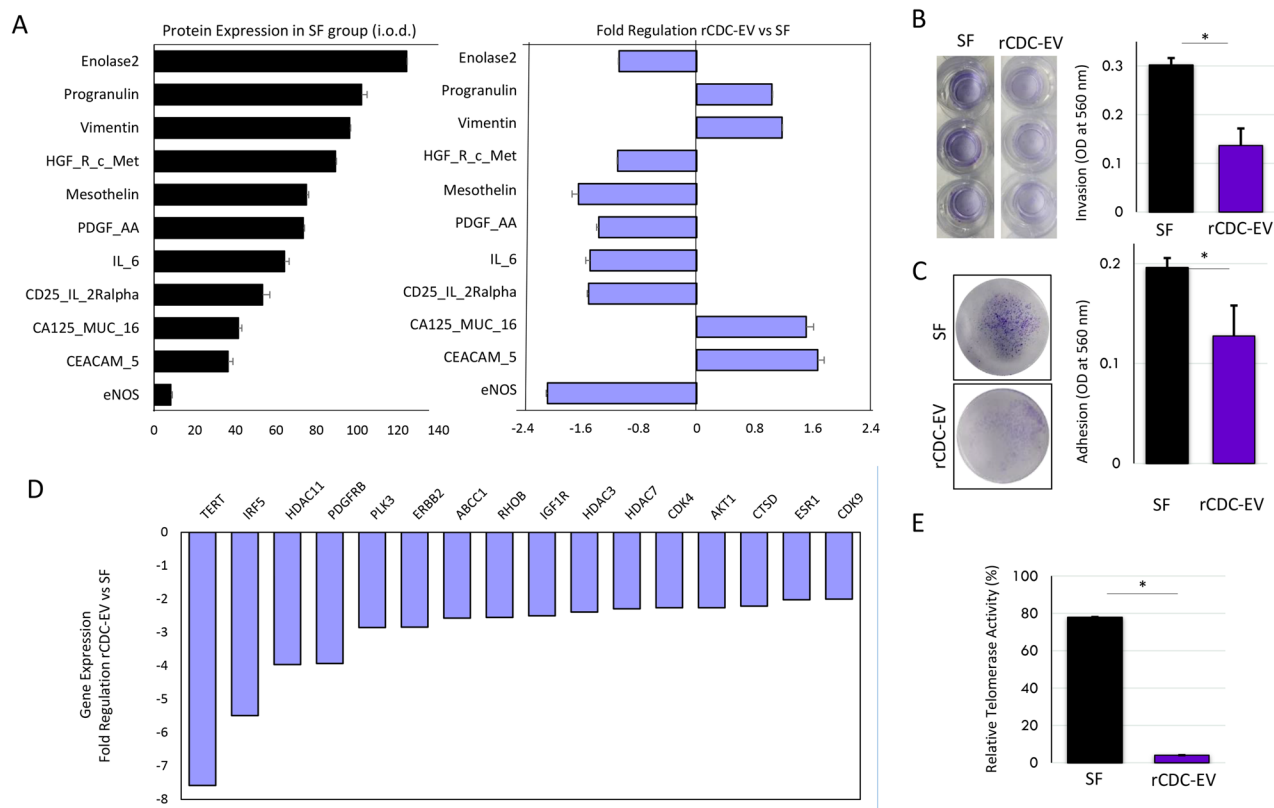 A
Protein Expression in SF group (i.o.d.)
Enolase2
Progranulin
Vimentin
HGF_R_c_Met
Mesothelin
PDGF_AA
IL_6
CD25_IL_2Ralpha
CA125_MUC_16
CEACAM_5
eNOS
0 20 40 60 80 100 120 140
Fold Regulation rCDC-EV vs SF
Enolase2
Progranulin
Vimentin
HGF_R_c_Met
Mesothelin
PDGF_AA
IL_6
CD25_IL_2Ralpha
CA125_MUC_16
CEACAM_5
eNOS
-2.4 -1.6 -0.8 0 0.8 1.6 2.4
B
SF rCDC-EV
Invasion (OD at 560 nm)
0.3
0.2
0.1
0
*
SF rCDC-EV
C
SF
rCDC-EV
Adhesion (OD at 560 nm)
0.2
0.1
0
*
SF rCDC-EV
D
TERT IRF5 HDAC11 PDGFRB PLK3 ERBB2 ABCC1 RHOB IGF1R HDAC3 HDAC7 CDK4 AKT1 CTSD ESR1 CDK9
Gene Expression
Fold Regulation rCDC-EV vs SF
0
-1
-2
-3
-4
-5
-6
-7
-8
E
Relative Telomerase Activity (%)
100
80
60
40
20
0
*
SF rCDC-EV